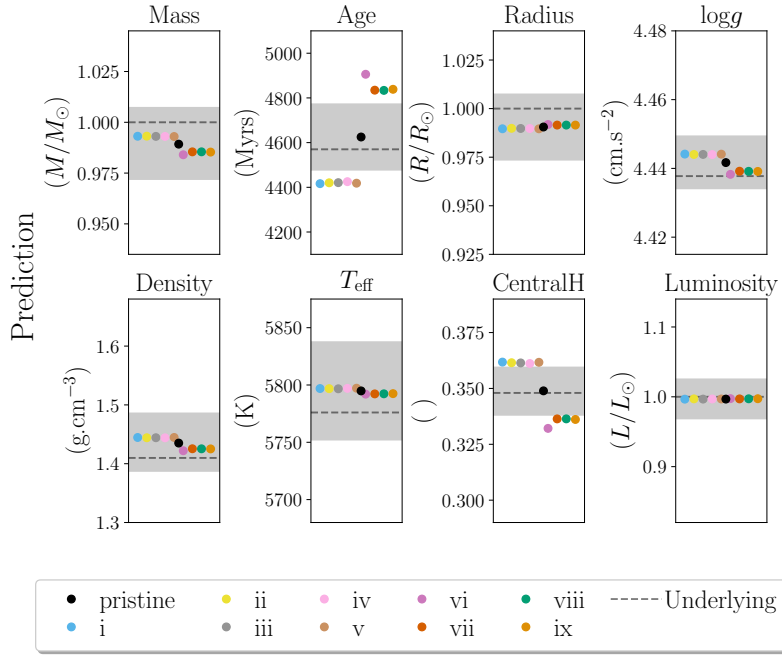 Mass Age Radius logg
1.025 5000 1.025 4.48
1.000 4800 1.000 4.46
0.975 4600 0.975 4.44
0.950 4400 0.950 4.42
4200 0.925 4.12
(M/M⊙) (Myrs) (R/R⊙) (cm.s⁻²)
Prediction
Density T_eff CentralH Luminosity
1.6 5850 0.375 1.1
1.5 5800 0.350 1.0
1.4 5750 0.325 0.9
1.3 5700 0.300
(g.cm⁻³) (K) () (L/L⊙)
pristine ii iv vi viii Underlying
i iii v vii ix